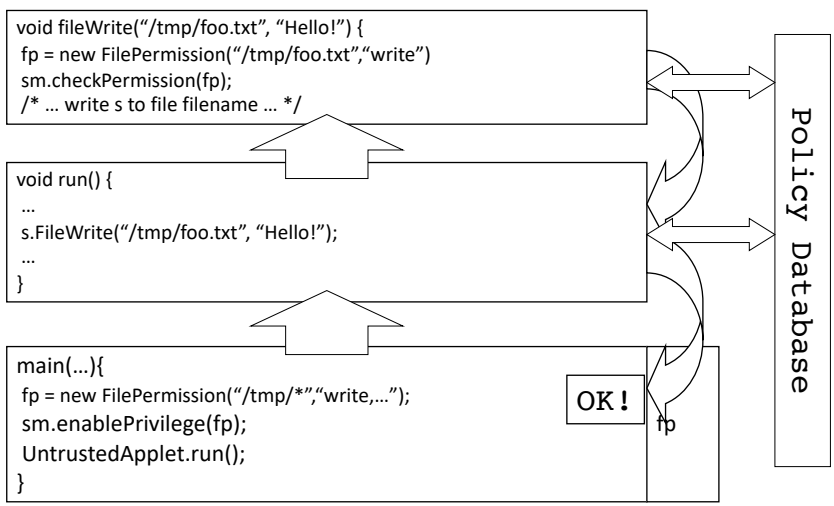 void fileWrite(“/tmp/foo.txt”, “Hello!”) {
fp = new FilePermission(“/tmp/foo.txt”,“write”)
sm.checkPermission(fp);
/* … write s to file filename … */
void run() {
…
s.FileWrite(“/tmp/foo.txt”, “Hello!”);
…
}
main(…){
fp = new FilePermission(“/tmp/*”,“write,…”);
sm.enablePrivilege(fp);
UntrustedApplet.run();
}
OK!
fp
Policy Database